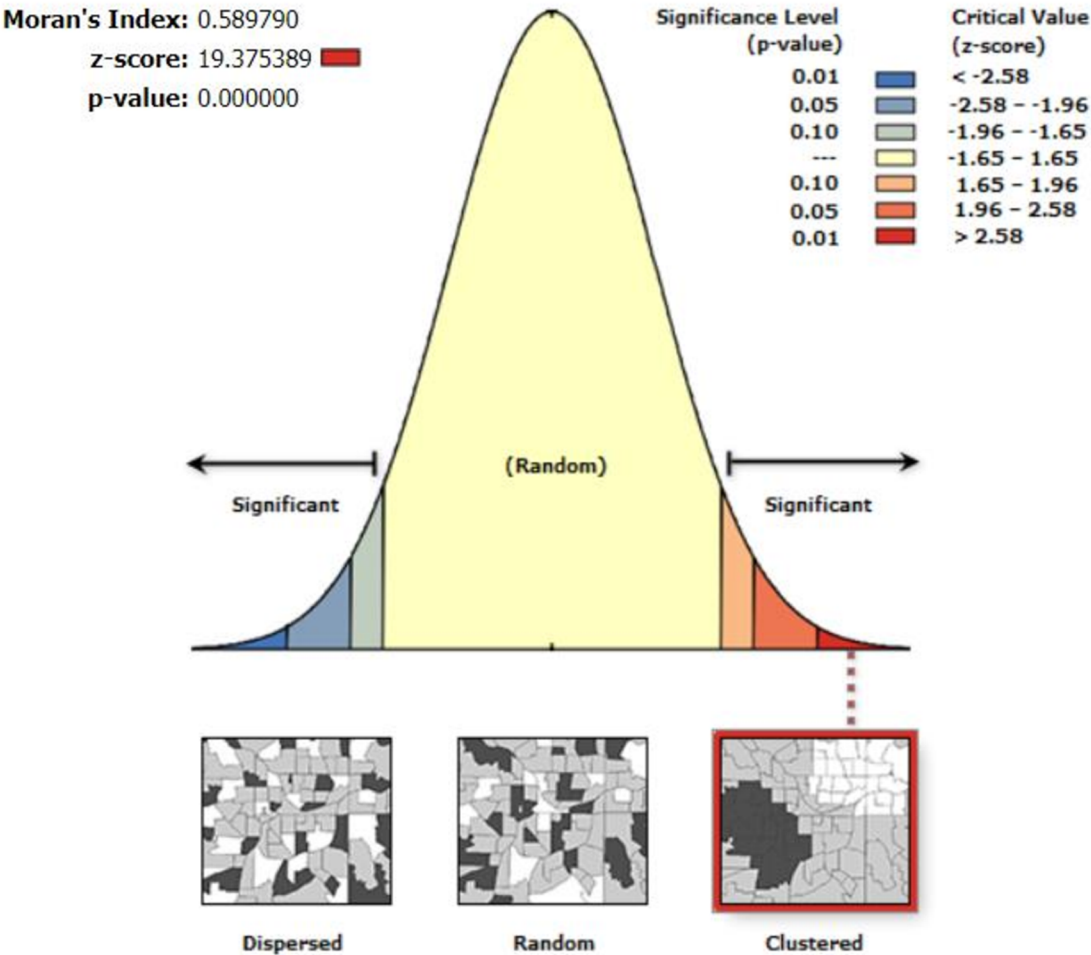 Moran's Index: 0.589790
z-score: 19.375389
p-value: 0.000000
Significance Level
(p-value)
Critical Value
(z-score)
0.01 < -2.58
0.05 -2.58 – -1.96
0.10 -1.96 – -1.65
--- -1.65 – 1.65
0.10 1.65 – 1.96
0.05 1.96 – 2.58
0.01 > 2.58
(Random)
Significant
Significant
Dispersed
Random
Clustered